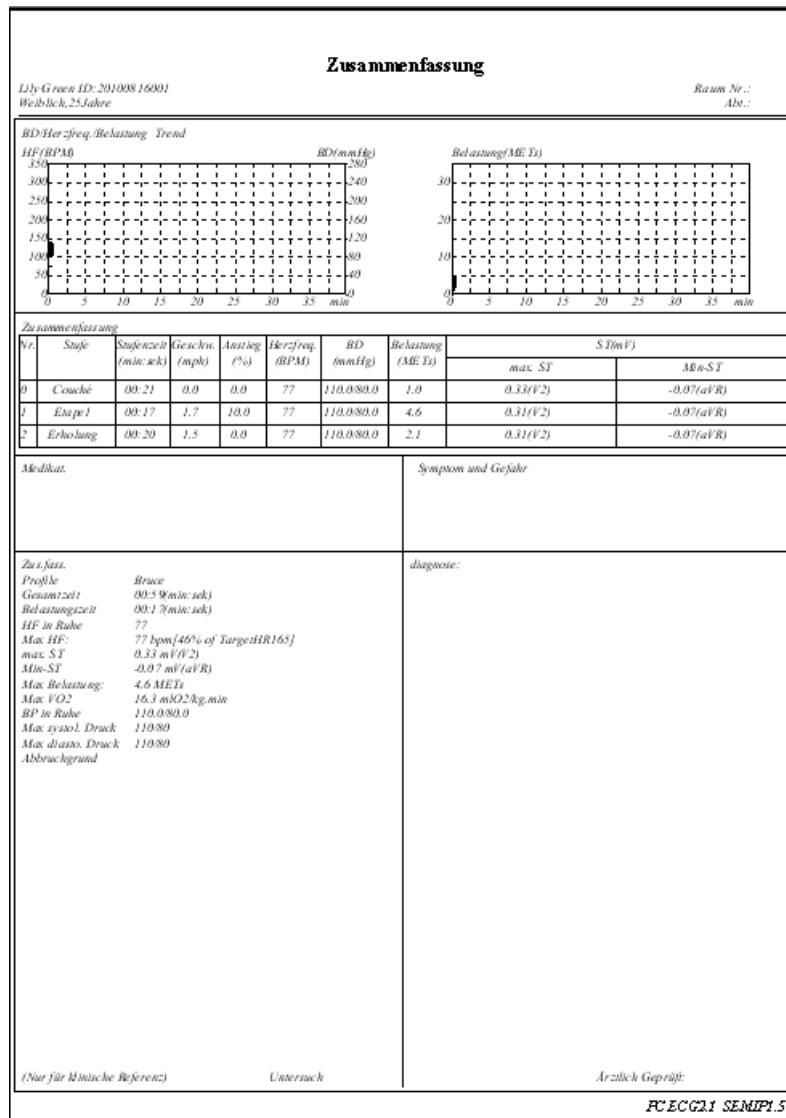 Zusammenfassung
Lily Green ID: 20100816001 Raum Nr.:
Weiblich,25Jahre Abt.:
BD/Herzfreq./Belastung Trend
HF(BPM) BD(mmHg) Belastung(METs)
350 280
300 240 30
250 200
200 160 20
150 120
100 80 10
50 40
0 0 0
0 5 10 15 20 25 30 35 min 0 5 10 15 20 25 30 35 min
Zusammenfassung
Nr. Stufe Stufenzeit Geschw. Anstieg Herzfreq. BD Belastung ST(mV)
(min:sek) (mph) (%) (BPM) (mmHg) (METs) max. ST Min-ST
0 Couché 00:21 0.0 0.0 77 110.0/80.0 1.0 0.33(V2) -0.07(aVR)
1 Etape1 00:17 1.7 10.0 77 110.0/80.0 4.6 0.31(V2) -0.07(aVR)
2 Erholung 00:20 1.5 0.0 77 110.0/80.0 2.1 0.31(V2) -0.07(aVR)
Medikat. Symptom und Gefahr
Zus.fass. diagnose:
Profile Bruce
Gesamtzeit 00:59(min:sek)
Belastungszeit 00:17(min:sek)
HF in Ruhe 77
Max HF: 77 bpm[46% of TargetHR165]
max. ST 0.33 mV(V2)
Min-ST -0.07 mV(aVR)
Max Belastung: 4.6 METs
Max VO2 16.3 mlO2/kg.min
BP in Ruhe 110.0/80.0
Max systol. Druck 110/80
Max diasto. Druck 110/80
Abbruchgrund
(Nur für klinische Referenz) Untersuch Ärztlich Geprüft:
PCECG2.1 SEMIP1.5